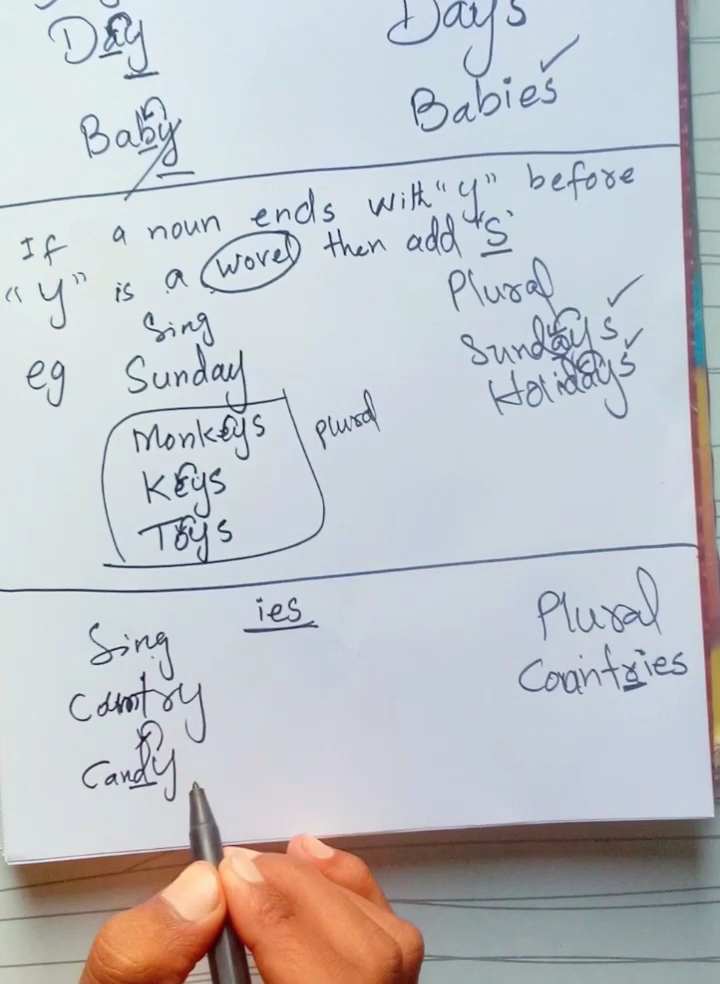 Day Days
Baby Babies
If a noun ends with "y" before
"y" is a wovel then add "S"
Sing Plural
eg Sunday Sundays
Holidays
Monkeys plural
Keys
Toys
ies
Sing Plural
Country Countries
Candy